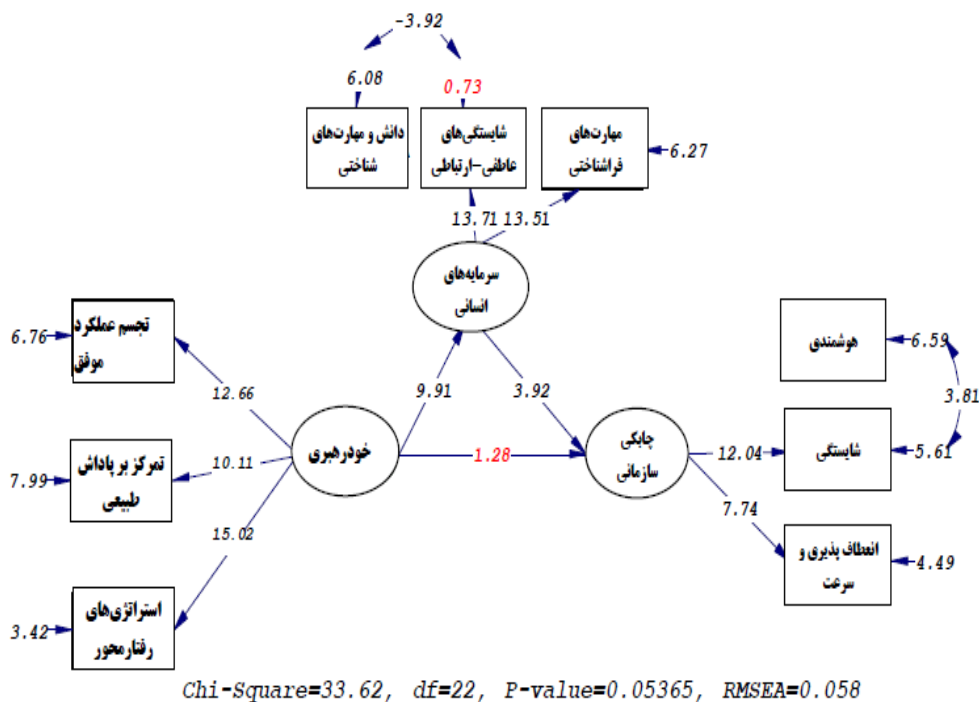 -3.92
6.08
0.73
دانش و مهارت‌های
شناختی
شایستگی‌های
عاطفی-ارتباطی
مهارت‌های
فراشناختی
6.27
13.71
13.51
سرمایه‌های
انسانی
6.76
تجسم عملکرد
موفق
12.66
9.91
3.92
هوشمندی
6.59
3.81
7.99
تمرکز بر پاداش
طبیعی
10.11
خودرهبری
1.28
چابکی
سازمانی
12.04
شایستگی
5.61
15.02
7.74
3.42
استراتژی‌های
رفتارمحور
انعطاف پذیری و
سرعت
4.49
Chi-Square=33.62, df=22, P-value=0.05365, RMSEA=0.058